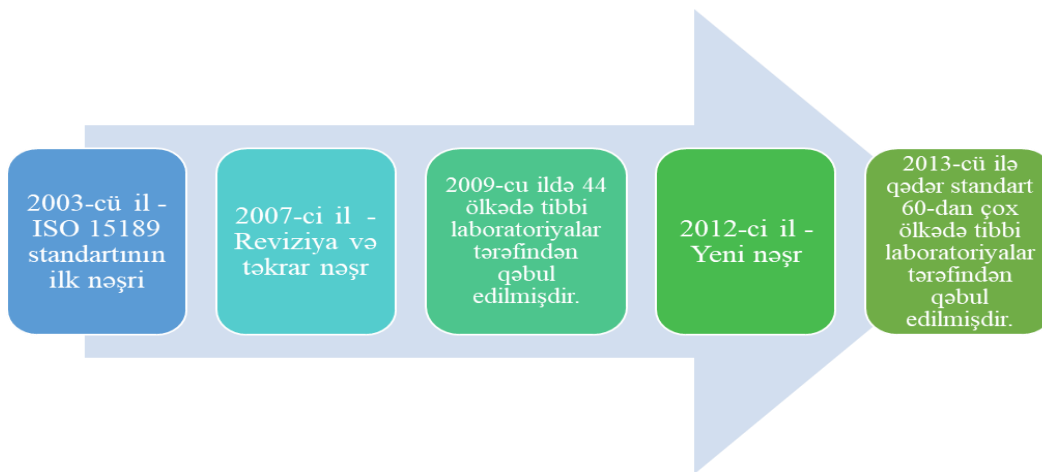 2003-cü il -
ISO 15189
standartının
ilk nəşri
2007-ci il -
Reviziya və
təkrar nəşr
2009-cu ildə 44
ölkədə tibbi
laboratoriyalar
tərəfindən
qəbul
edilmişdir.
2012-ci il -
Yeni nəşr
2013-cü ilə
qədər standart
60-dan çox
ölkədə tibbi
laboratoriyalar
tərəfindən
qəbul
edilmişdir.